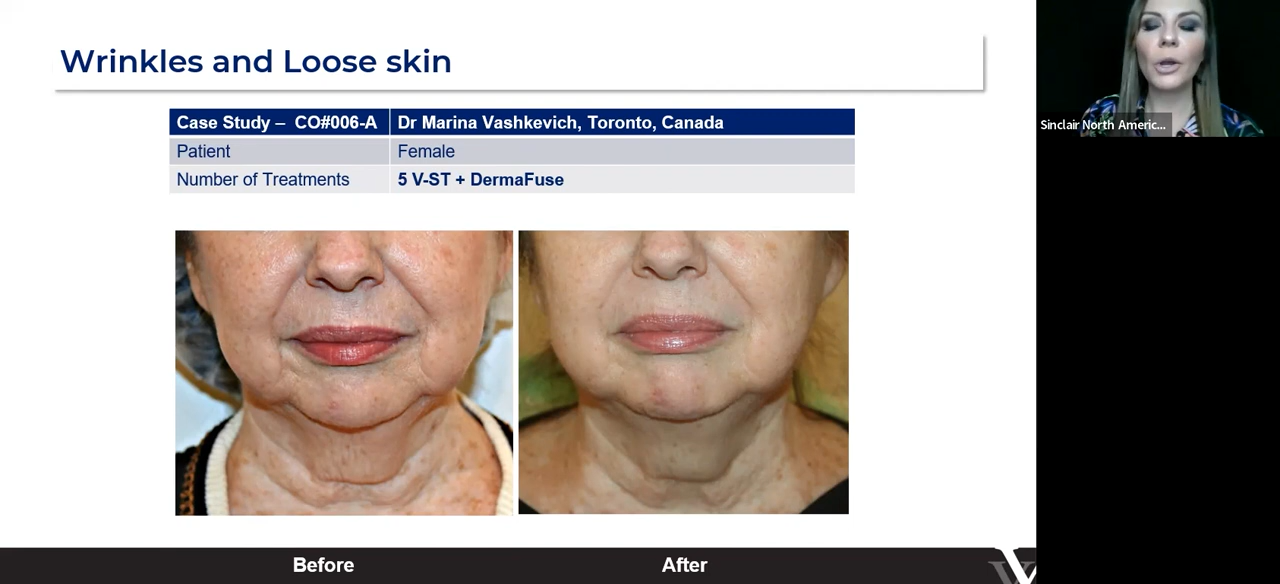 Wrinkles and Loose skin
Case Study – CO#006-A Dr Marina Vashkevich, Toronto, Canada
Patient Female
Number of Treatments 5 V-ST + DermaFuse
Sinclair North Americ...
Before After